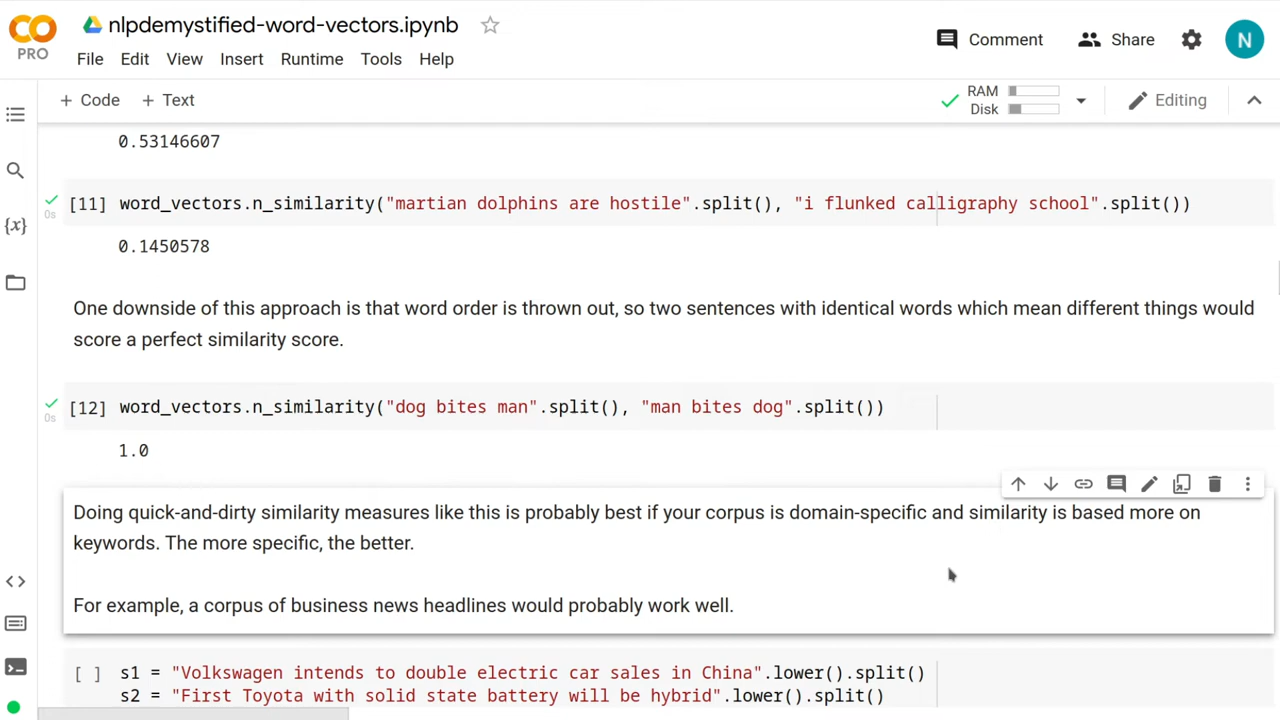 nlpdemystified-word-vectors.ipynb
PRO
File Edit View Insert Runtime Tools Help
Comment
Share
N
+ Code + Text
RAM
Disk
Editing
0.53146607
[11] word_vectors.n_similarity("martian dolphins are hostile".split(), "i flunked calligraphy school".split())
0s
0.1450578
One downside of this approach is that word order is thrown out, so two sentences with identical words which mean different things would
score a perfect similarity score.
[12] word_vectors.n_similarity("dog bites man".split(), "man bites dog".split())
0s
1.0
Doing quick-and-dirty similarity measures like this is probably best if your corpus is domain-specific and similarity is based more on
keywords. The more specific, the better.
For example, a corpus of business news headlines would probably work well.
[ ] s1 = "Volkswagen intends to double electric car sales in China".lower().split()
s2 = "First Toyota with solid state battery will be hybrid".lower().split()